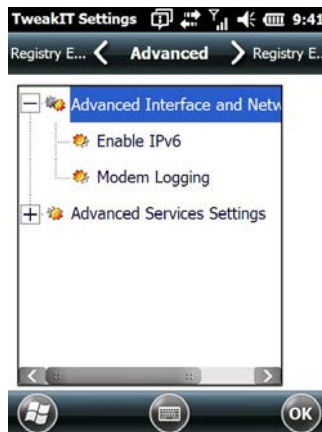 TweakIT Settings 9:41
Registry E... Advanced Registry E..
Advanced Interface and Netw
Enable IPv6
Modem Logging
Advanced Services Settings
OK